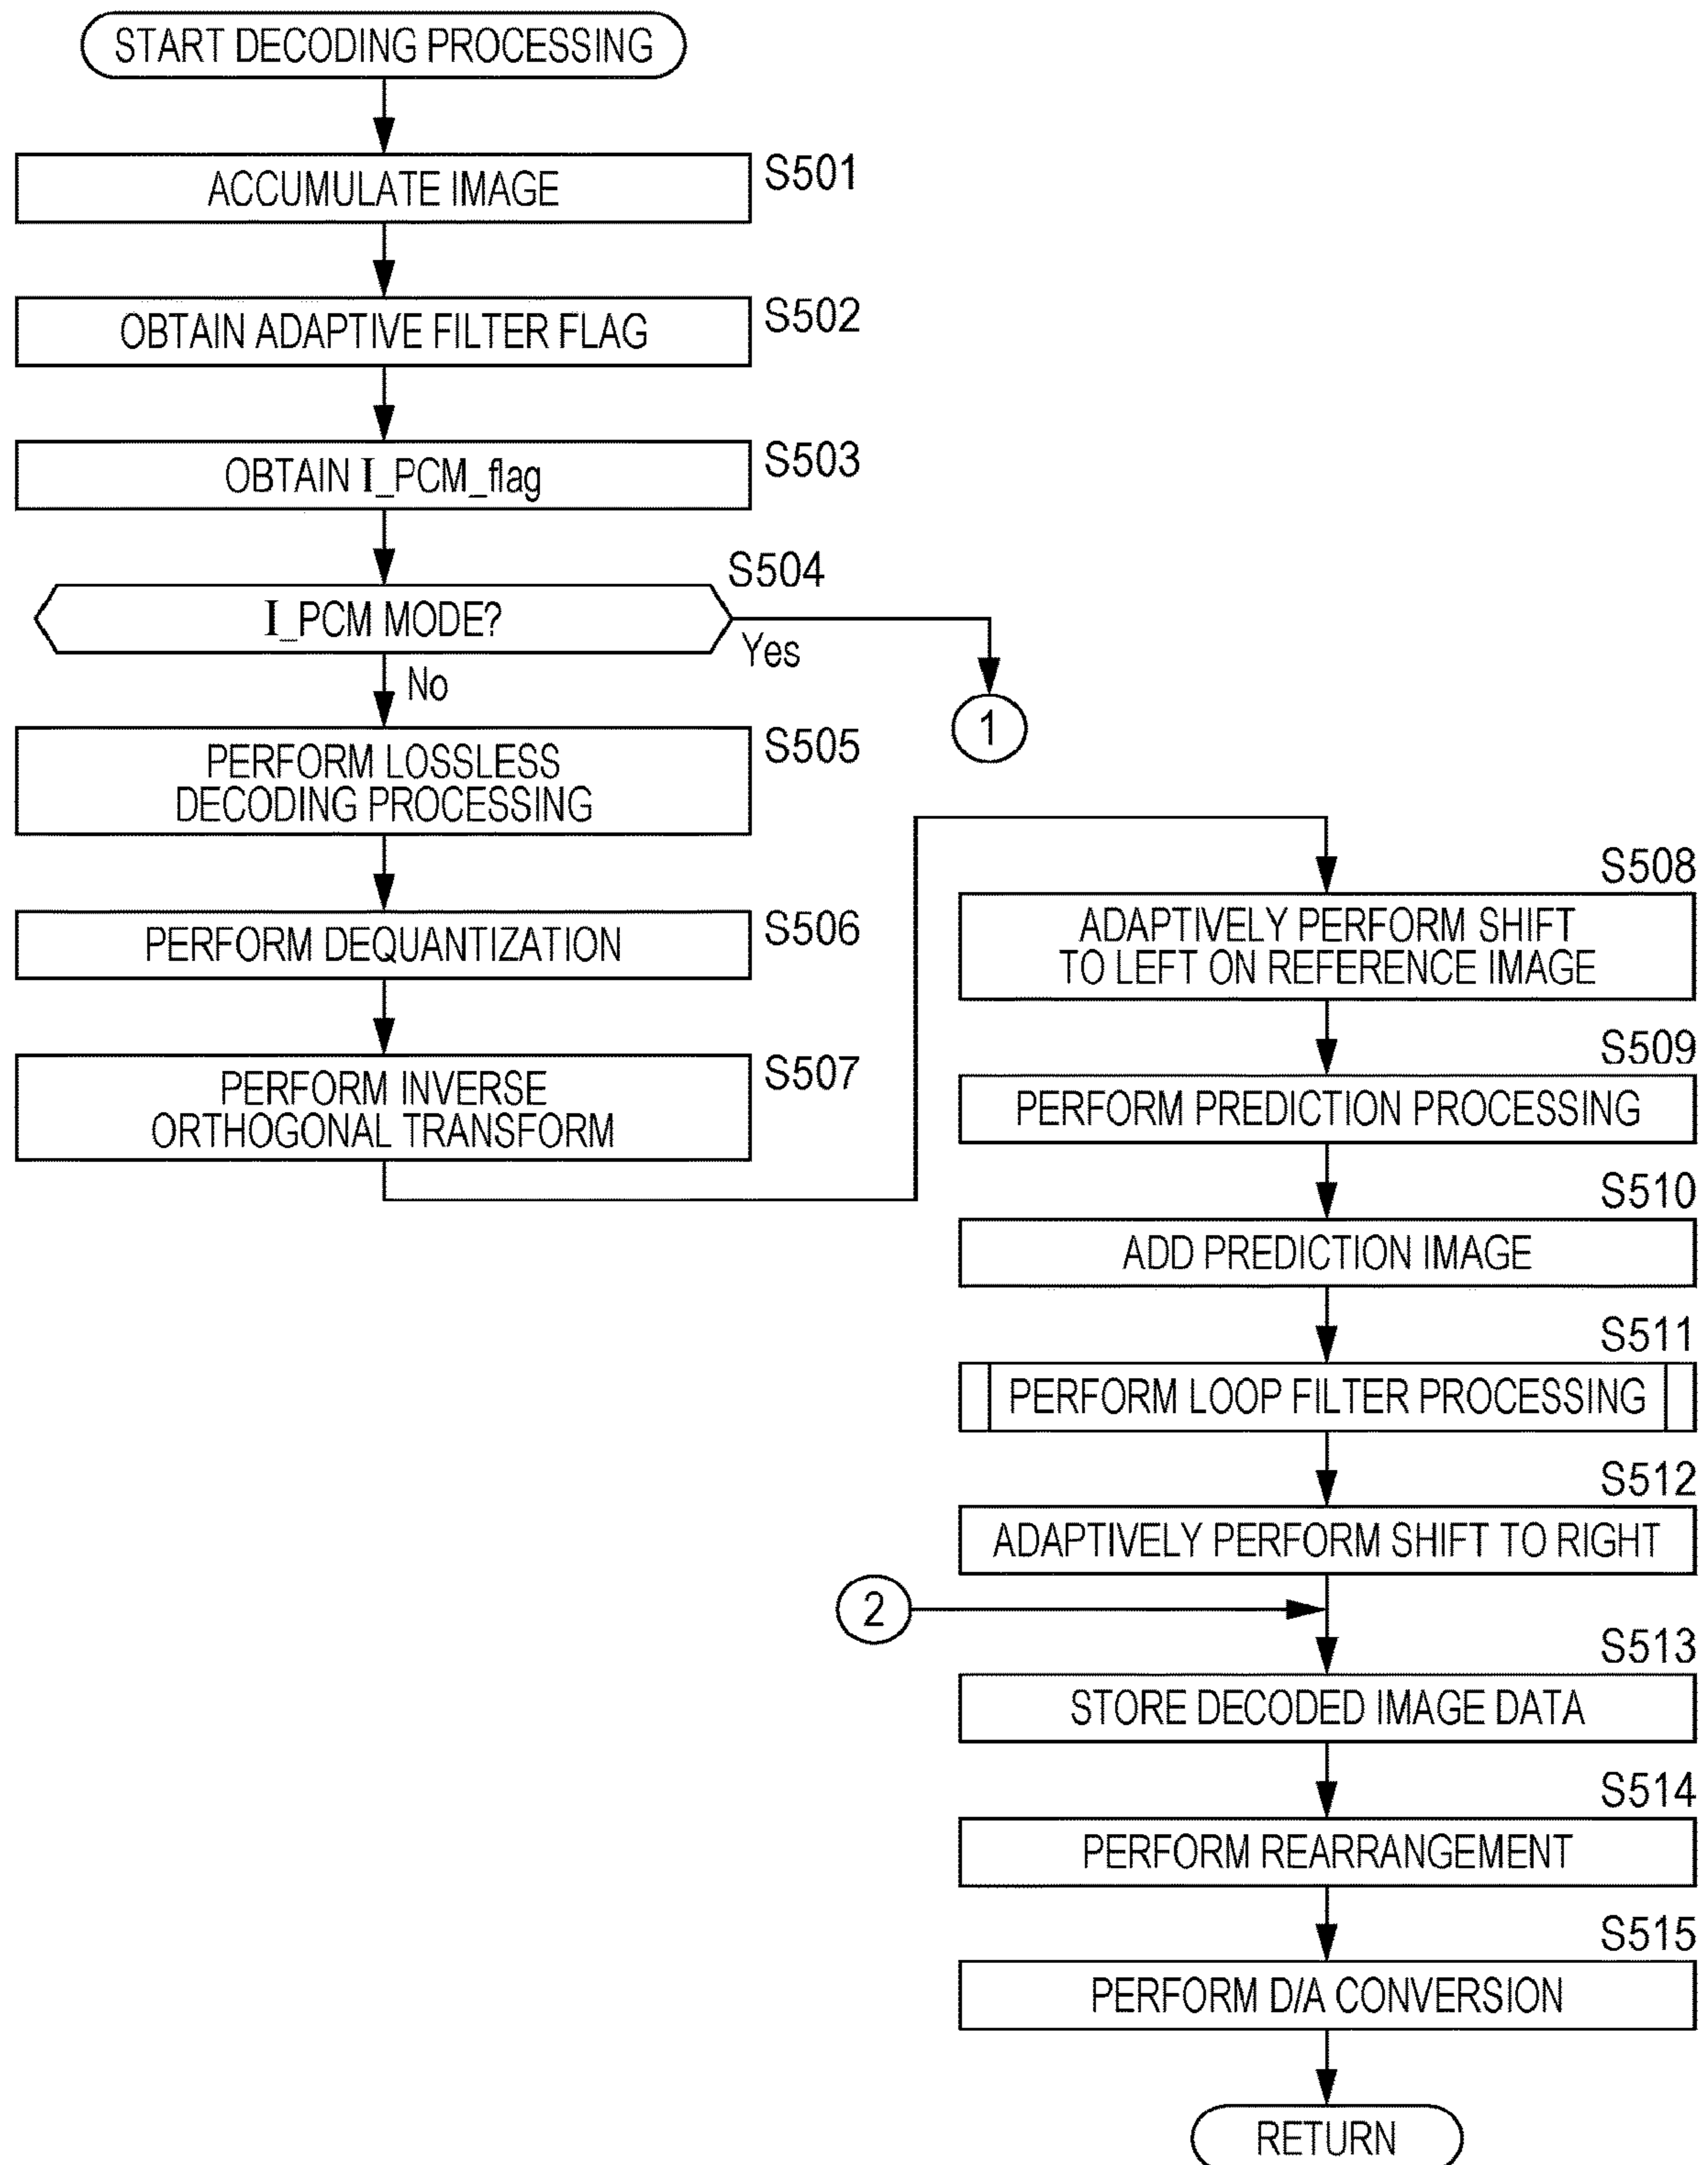 START DECODING PROCESSING
ACCUMULATE IMAGE
S501
OBTAIN ADAPTIVE FILTER FLAG
S502
OBTAIN I_PCM_flag
S503
S504
I_PCM MODE?
Yes
No
1
PERFORM LOSSLESS
DECODING PROCESSING
S505
PERFORM DEQUANTIZATION
S506
PERFORM INVERSE
ORTHOGONAL TRANSFORM
S507
S508
ADAPTIVELY PERFORM SHIFT
TO LEFT ON REFERENCE IMAGE
S509
PERFORM PREDICTION PROCESSING
S510
ADD PREDICTION IMAGE
S511
PERFORM LOOP FILTER PROCESSING
S512
ADAPTIVELY PERFORM SHIFT TO RIGHT
2
S513
STORE DECODED IMAGE DATA
S514
PERFORM REARRANGEMENT
S515
PERFORM D/A CONVERSION
RETURN